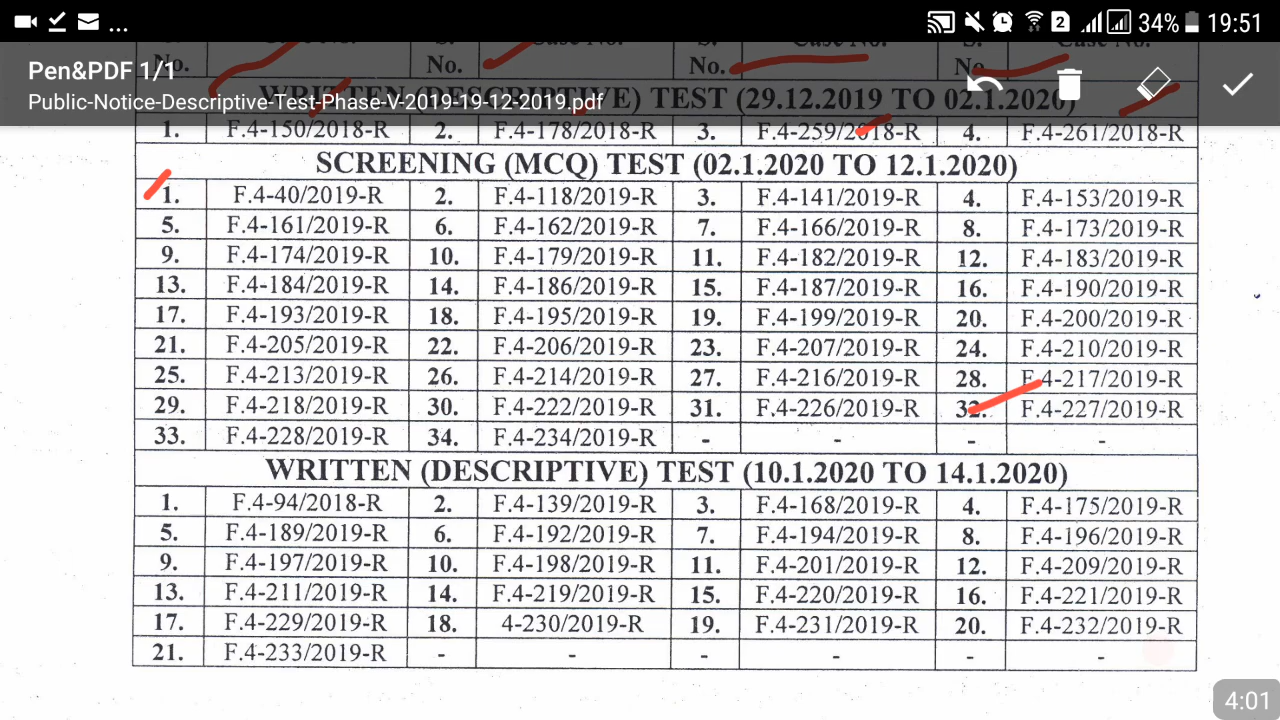 ... 2 34% 19:51
Pen&PDF 1/1
Public-Notice-Descriptive-Test-Phase-V-2019-19-12-2019.pdf
No. No. No. No.
WRITTEN (DESCRIPTIVE) TEST (29.12.2019 TO 02.1.2020)
1. F.4-150/2018-R 2. F.4-178/2018-R 3. F.4-259/2018-R 4. F.4-261/2018-R
SCREENING (MCQ) TEST (02.1.2020 TO 12.1.2020)
1. F.4-40/2019-R 2. F.4-118/2019-R 3. F.4-141/2019-R 4. F.4-153/2019-R
5. F.4-161/2019-R 6. F.4-162/2019-R 7. F.4-166/2019-R 8. F.4-173/2019-R
9. F.4-174/2019-R 10. F.4-179/2019-R 11. F.4-182/2019-R 12. F.4-183/2019-R
13. F.4-184/2019-R 14. F.4-186/2019-R 15. F.4-187/2019-R 16. F.4-190/2019-R
17. F.4-193/2019-R 18. F.4-195/2019-R 19. F.4-199/2019-R 20. F.4-200/2019-R
21. F.4-205/2019-R 22. F.4-206/2019-R 23. F.4-207/2019-R 24. F.4-210/2019-R
25. F.4-213/2019-R 26. F.4-214/2019-R 27. F.4-216/2019-R 28. F.4-217/2019-R
29. F.4-218/2019-R 30. F.4-222/2019-R 31. F.4-226/2019-R 32. F.4-227/2019-R
33. F.4-228/2019-R 34. F.4-234/2019-R - - - -
WRITTEN (DESCRIPTIVE) TEST (10.1.2020 TO 14.1.2020)
1. F.4-94/2018-R 2. F.4-139/2019-R 3. F.4-168/2019-R 4. F.4-175/2019-R
5. F.4-189/2019-R 6. F.4-192/2019-R 7. F.4-194/2019-R 8. F.4-196/2019-R
9. F.4-197/2019-R 10. F.4-198/2019-R 11. F.4-201/2019-R 12. F.4-209/2019-R
13. F.4-211/2019-R 14. F.4-219/2019-R 15. F.4-220/2019-R 16. F.4-221/2019-R
17. F.4-229/2019-R 18. 4-230/2019-R 19. F.4-231/2019-R 20. F.4-232/2019-R
21. F.4-233/2019-R - - - - - -
4:01